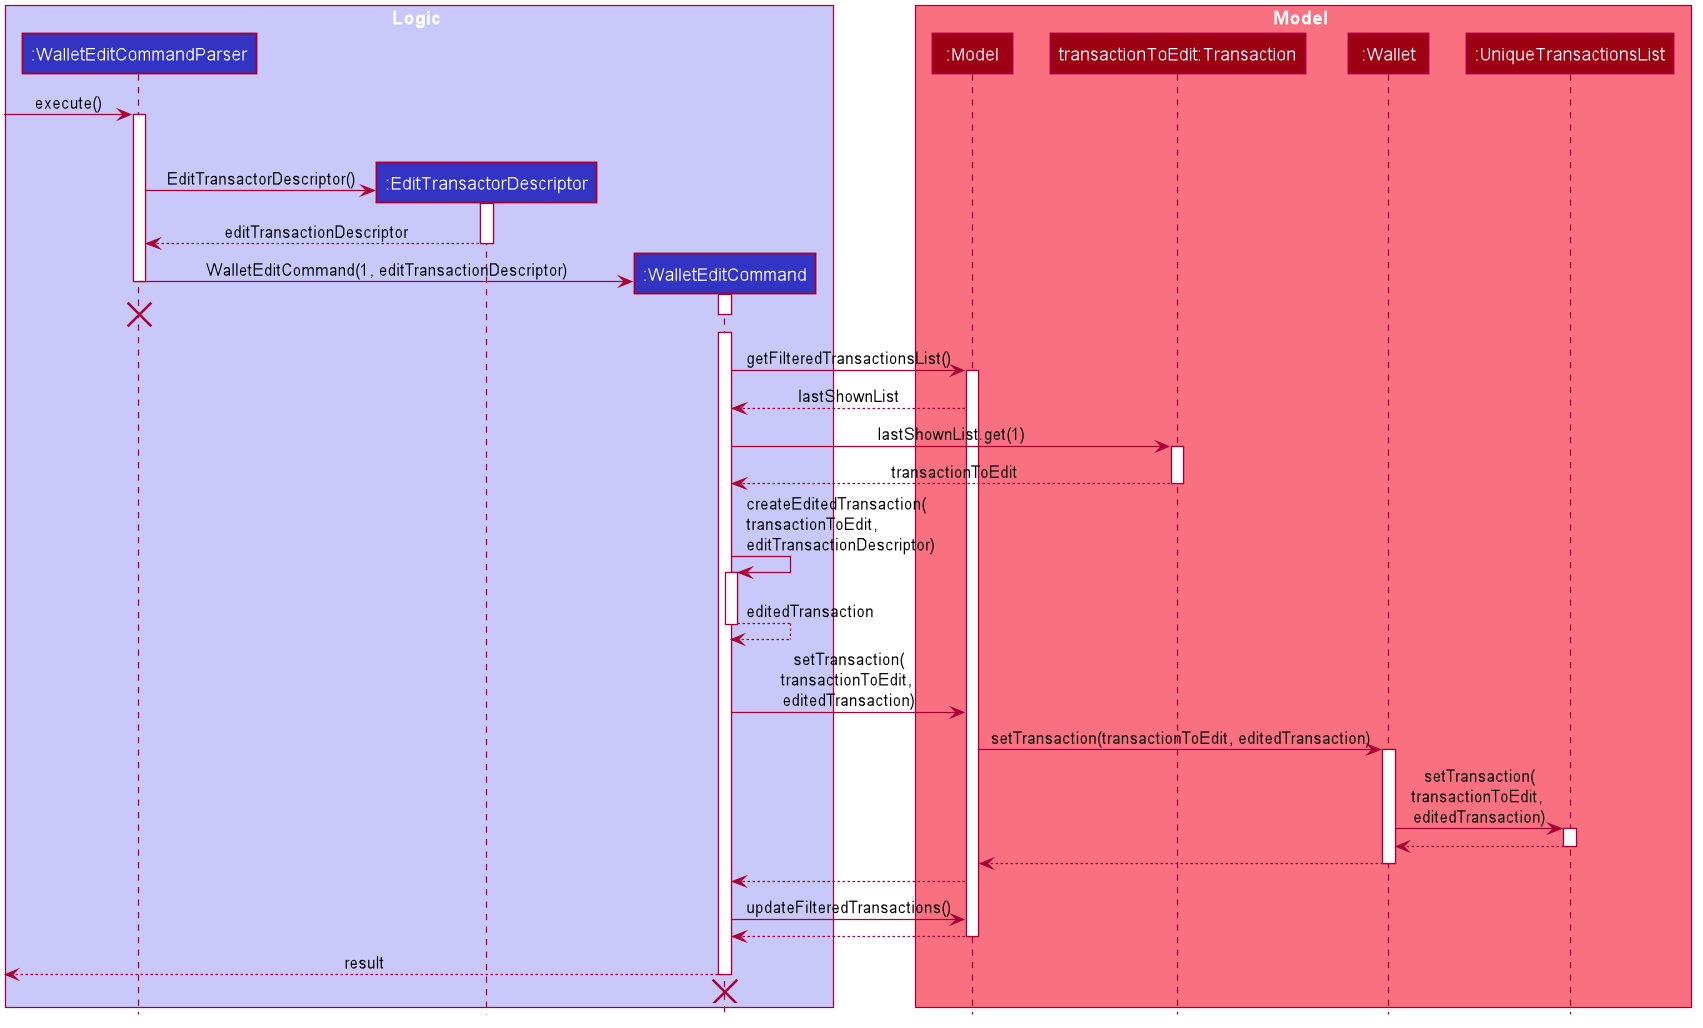 Logic
Model
:WalletEditCommandParser
:Model
transactionToEdit:Transaction
:Wallet
:UniqueTransactionsList
execute()
EditTransactorDescriptor()
:EditTransactorDescriptor
editTransactionDescriptor
WalletEditCommand(1, editTransactionDescriptor)
:WalletEditCommand
getFilteredTransactionsList()
lastShownList
lastShownList.get(1)
transactionToEdit
createEditedTransaction(
transactionToEdit,
editTransactionDescriptor)
editedTransaction
setTransaction(
transactionToEdit,
editedTransaction)
setTransaction(transactionToEdit, editedTransaction)
setTransaction(
transactionToEdit,
editedTransaction)
updateFilteredTransactions()
result